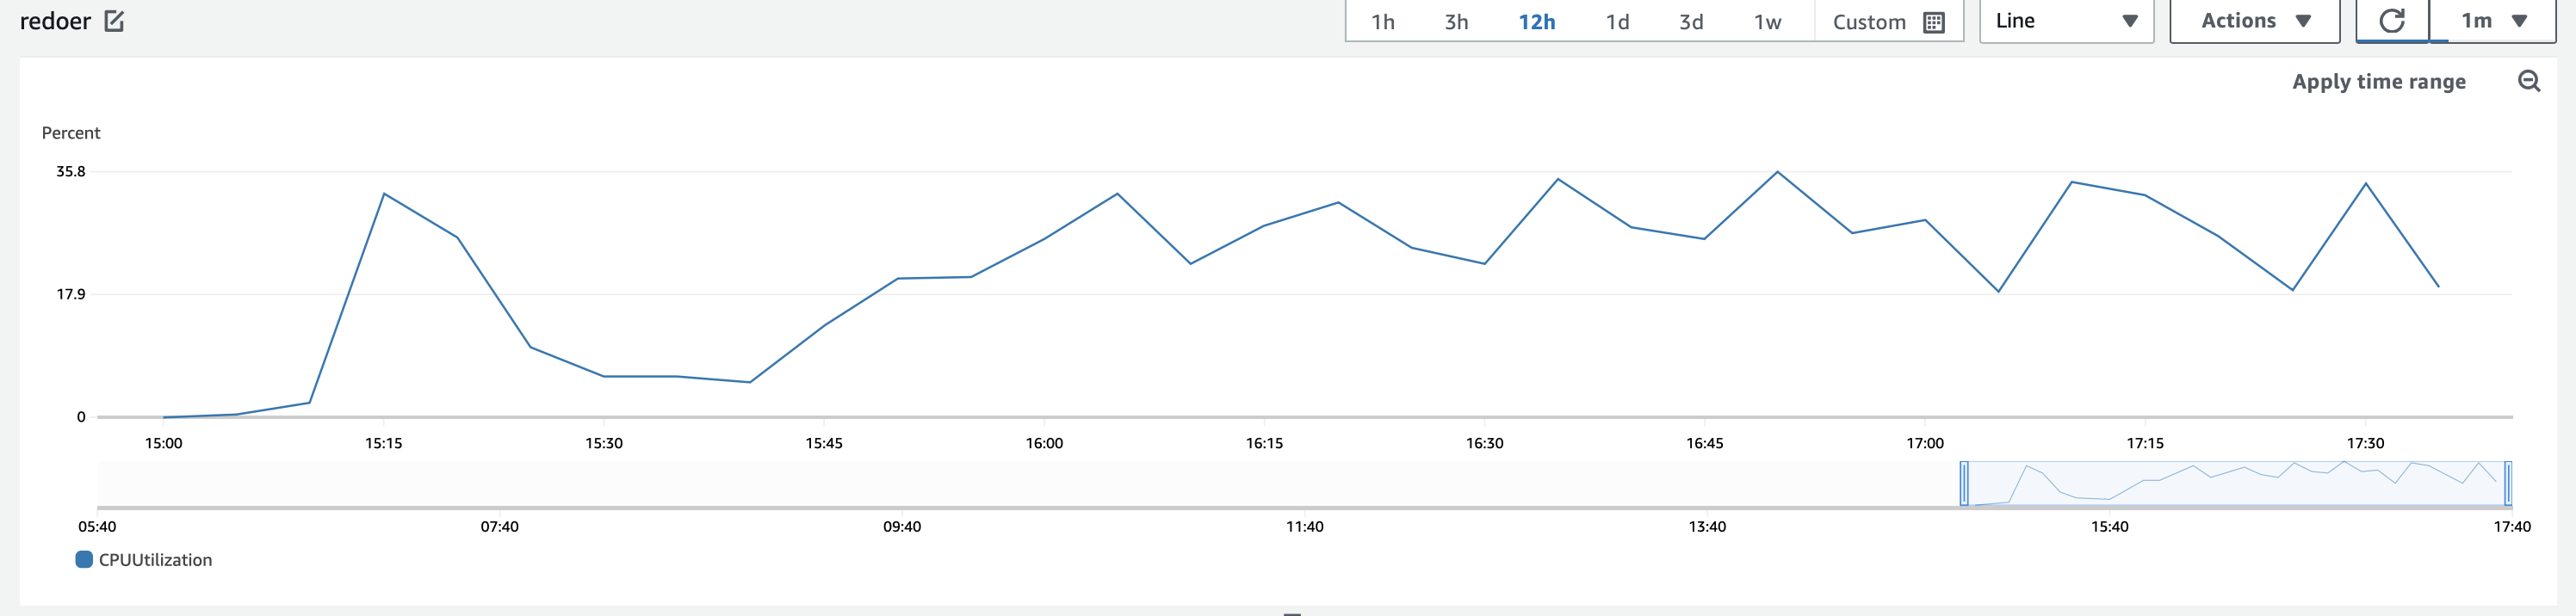 redoer
1h 3h 12h 1d 3d 1w Custom Line Actions 1m
Apply time range
Percent
35.8
17.9
0
15:00 15:15 15:30 15:45 16:00 16:15 16:30 16:45 17:00 17:15 17:30
05:40 07:40 09:40 11:40 13:40 15:40 17:40
CPUUtilization